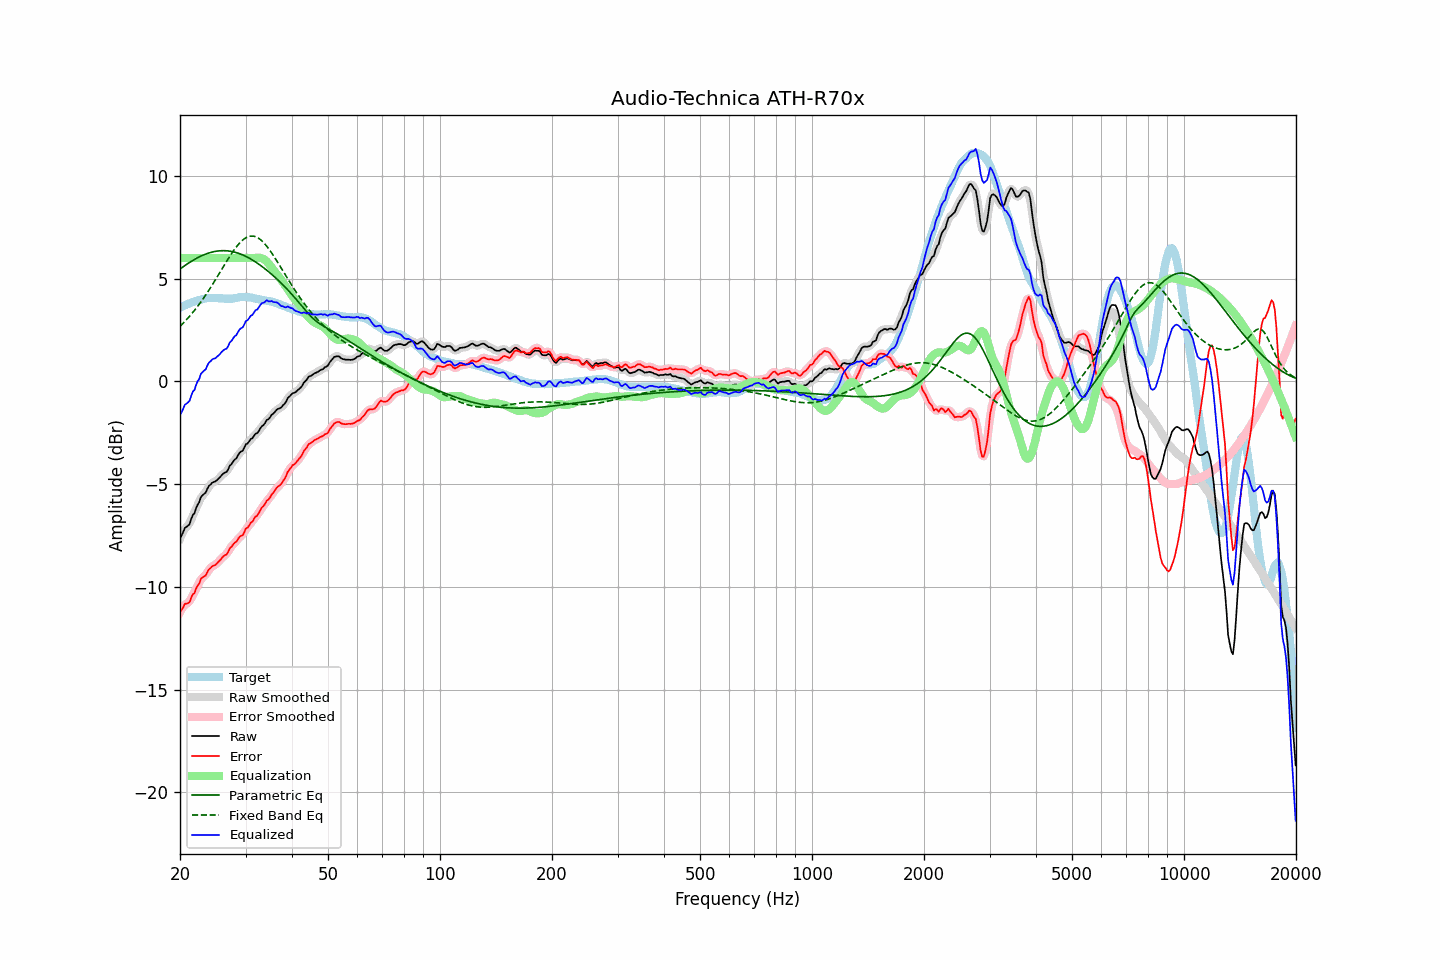 Audio-Technica ATH-R70x
10
5
0
−5
−10
−15
−20
Amplitude (dBr)
Target
Raw Smoothed
Error Smoothed
Raw
Error
Equalization
Parametric Eq
Fixed Band Eq
Equalized
20 50 100 200 500 1000 2000 5000 10000 20000
Frequency (Hz)